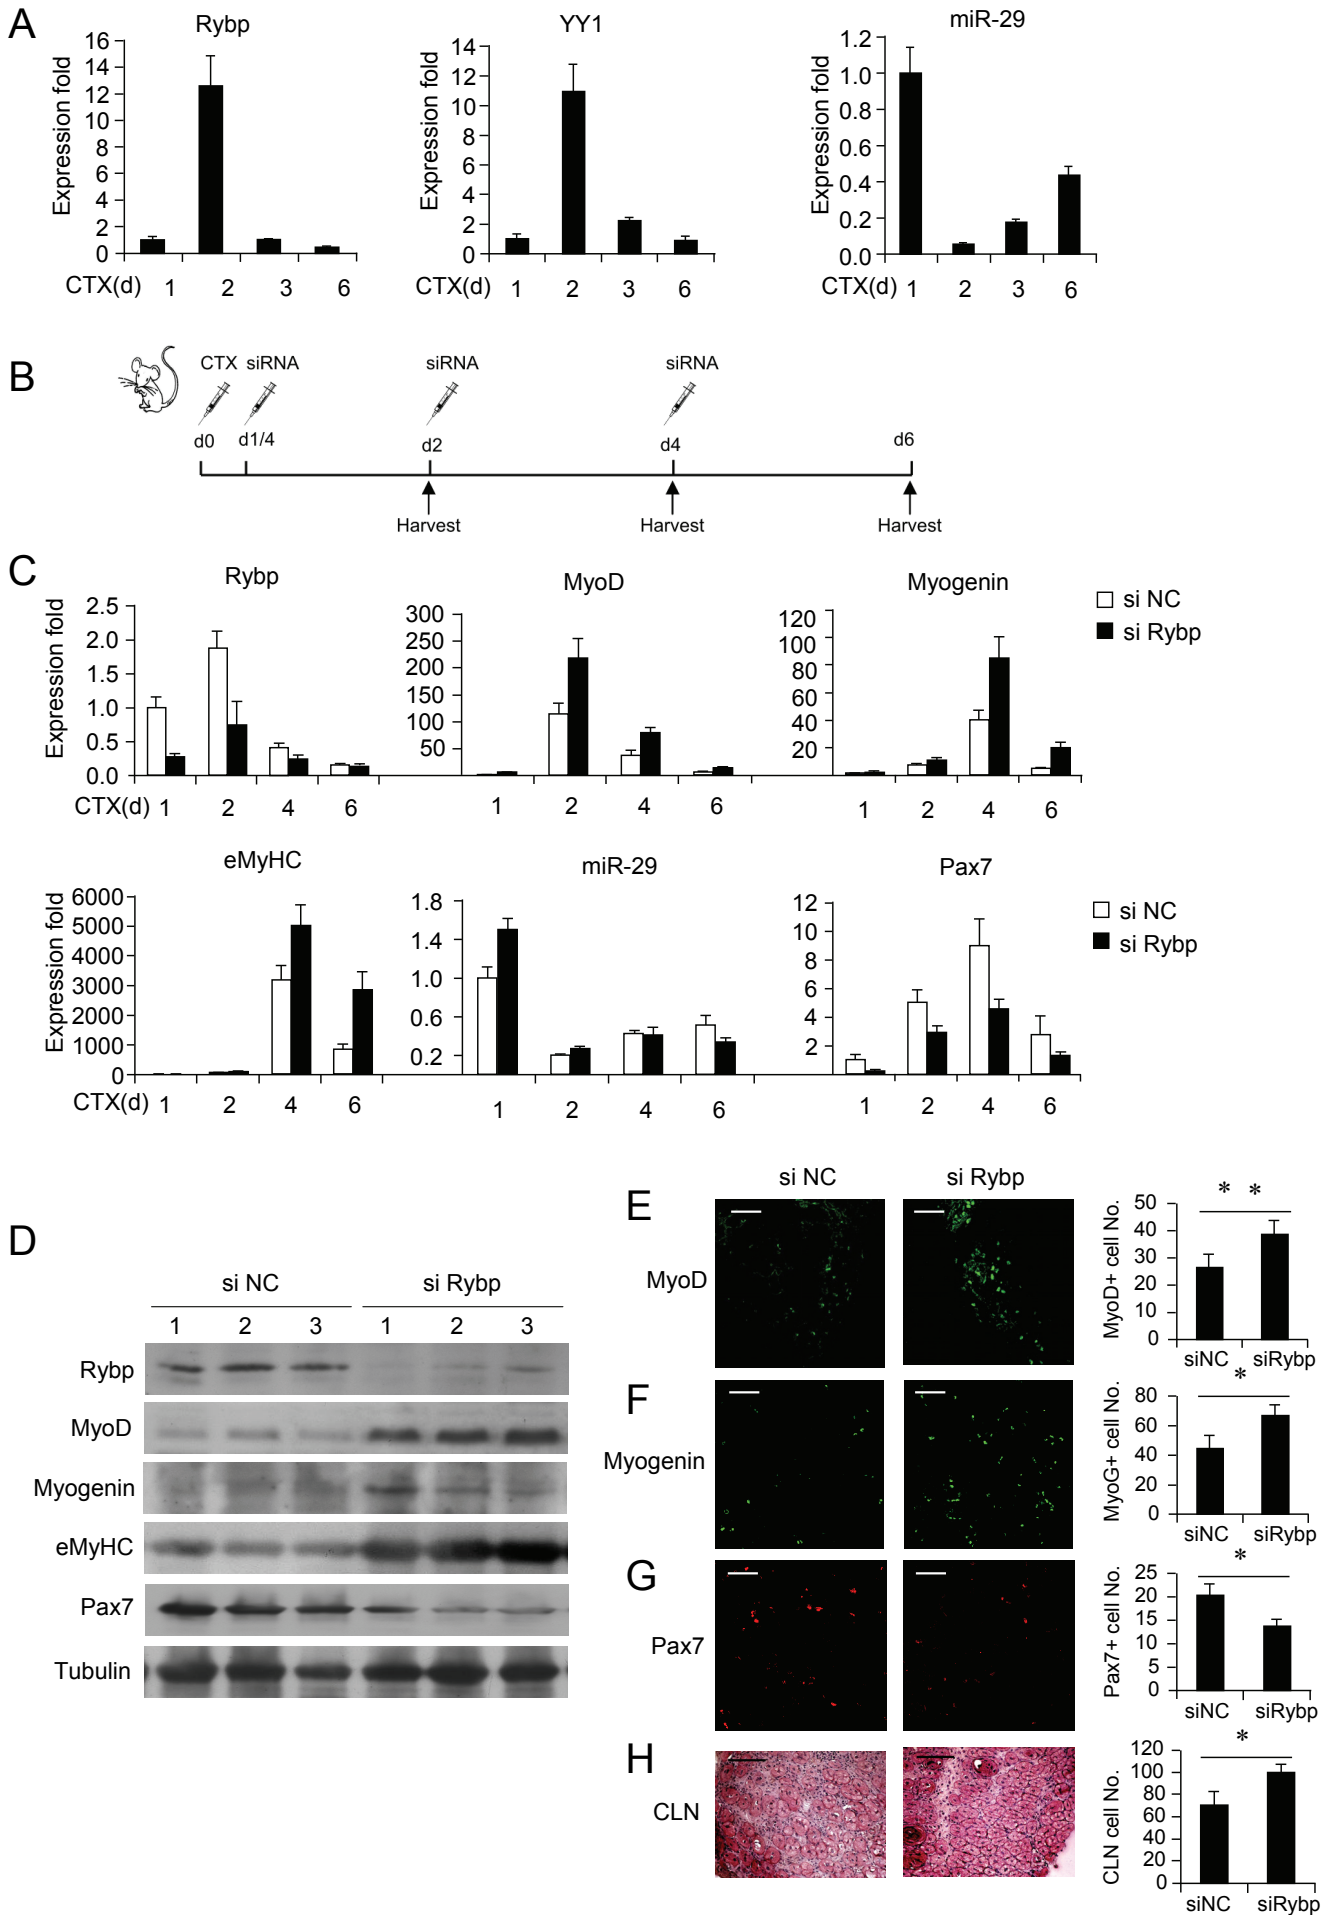 A
Rybp
YY1
miR-29
Expression fold
16
14
12
10
8
6
4
2
0
CTX(d) 1 2 3 6
Expression fold
14
12
10
8
6
4
2
0
CTX(d) 1 2 3 6
Expression fold
1.2
1.0
0.8
0.6
0.4
0.2
0.0
CTX(d) 1 2 3 6
B
CTX siRNA siRNA siRNA
d0 d1/4 d2 d4 d6
Harvest Harvest Harvest
C
Rybp
MyoD
Myogenin
si NC
si Rybp
Expression fold
2.5
2.0
1.5
1.0
0.5
0.0
CTX(d) 1 2 4 6
300
250
200
150
100
50
1 2 4 6
120
100
80
60
40
20
1 2 4 6
eMyHC
miR-29
Pax7
si NC
si Rybp
Expression fold
6000
5000
4000
3000
2000
1000
0
CTX(d) 1 2 4 6
1.8
1.4
1.0
0.6
0.2
1 2 4 6
12
10
8
6
4
2
1 2 4 6
D
si NC si Rybp
1 2 3 1 2 3
Rybp
MyoD
Myogenin
eMyHC
Pax7
Tubulin
si NC si Rybp
E
MyoD
MyoD+ cell No.
50
40
30
20
10
0
* *
siNC siRybp
F
Myogenin
MyoG+ cell No.
80
60
40
20
0
*
siNC siRybp
G
Pax7
Pax7+ cell No.
25
20
15
10
5
0
*
siNC siRybp
H
CLN
CLN cell No.
120
100
80
60
40
20
0
*
siNC siRybp